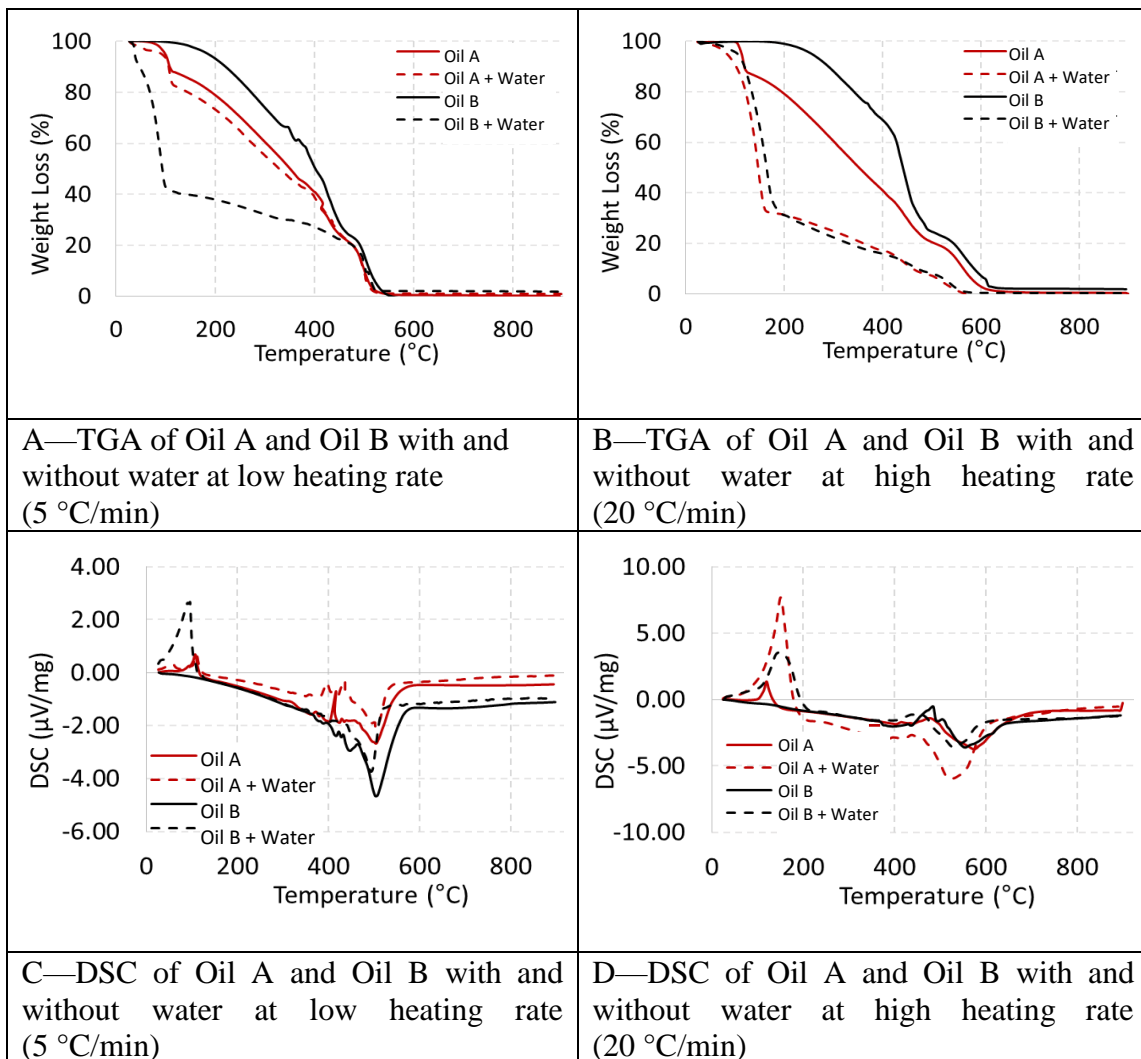 100
80
60
40
20
0
Weight Loss (%)
Oil A
Oil A + Water
Oil B
Oil B + Water
0 200 400 600 800
Temperature (°C)
100
80
60
40
20
0
Weight Loss (%)
Oil A
Oil A + Water
Oil B
Oil B + Water
0 200 400 600 800
Temperature (°C)
A—TGA of Oil A and Oil B with and
without water at low heating rate
(5 °C/min)
B—TGA of Oil A and Oil B with and
without water at high heating rate
(20 °C/min)
4.00
2.00
0.00
-2.00
-4.00
-6.00
DSC (µV/mg)
Oil A
Oil A + Water
Oil B
Oil B + Water
0 200 400 600 800
Temperature (°C)
10.00
5.00
0.00
-5.00
-10.00
DSC (µV/mg)
Oil A
Oil A + Water
Oil B
Oil B + Water
0 200 400 600 800
Temperature (°C)
C—DSC of Oil A and Oil B with and
without water at low heating rate
(5 °C/min)
D—DSC of Oil A and Oil B with and
without water at high heating rate
(20 °C/min)